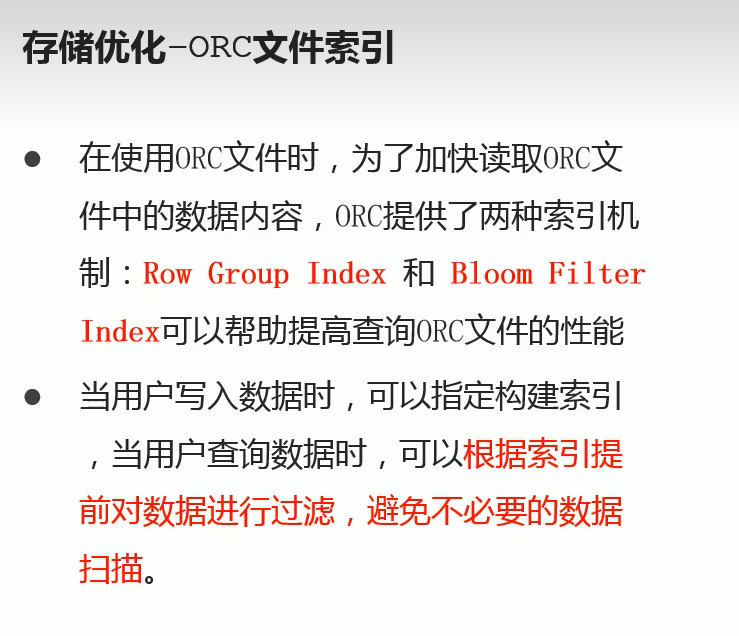 存储优化-ORC文件索引
● 在使用ORC文件时，为了加快读取ORC文
件中的数据内容，ORC提供了两种索引机
制：Row Group Index 和 Bloom Filter
Index可以帮助提高查询ORC文件的性能
● 当用户写入数据时，可以指定构建索引
，当用户查询数据时，可以根据索引提
前对数据进行过滤，避免不必要的数据
扫描。